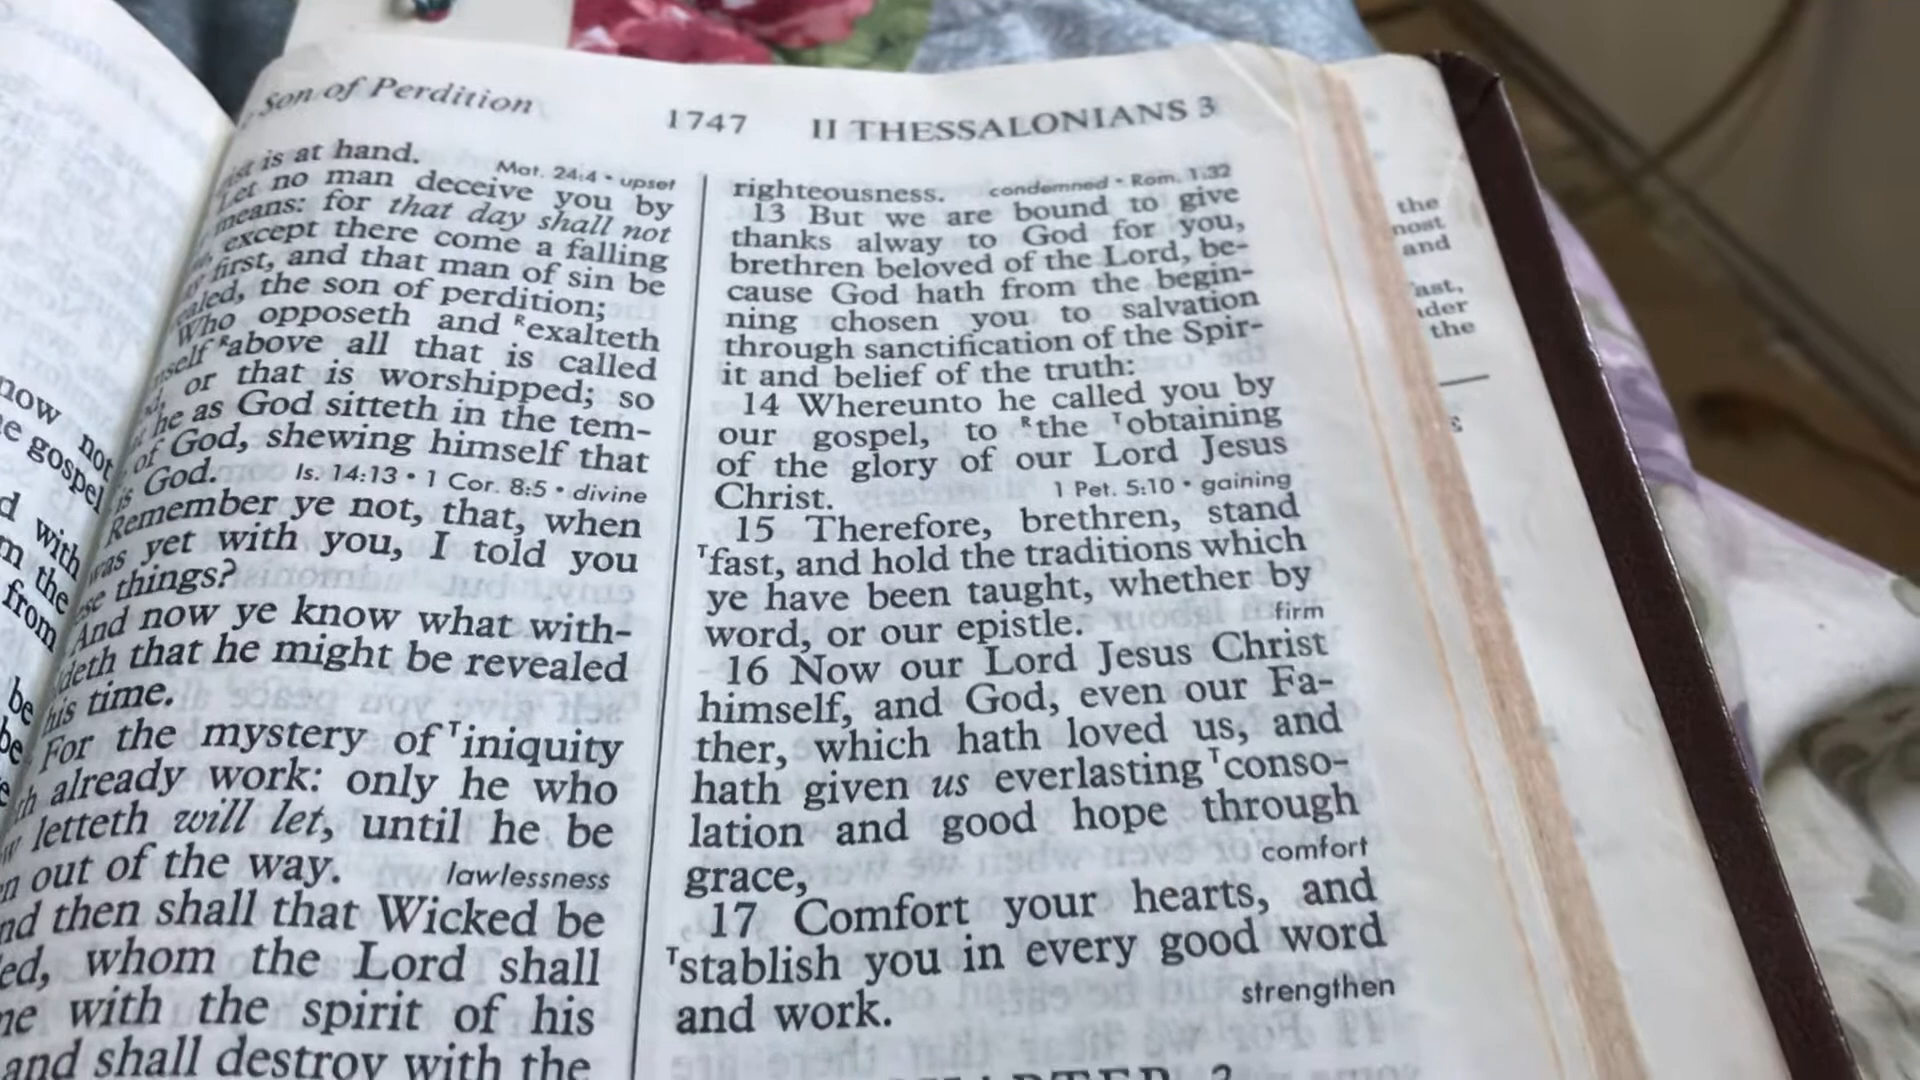 Son of Perdition
1747
II THESSALONIANS 3
is at hand.
Mat. 24:4 • upset
Let no man deceive you by
means: for that day shall not
except there come a falling
first, and that man of sin be
the son of perdition;
Who opposeth and ᴿexalteth
ᴿabove all that is called
or that is worshipped; so
he as God sitteth in the tem-
of God, shewing himself that
is God. Is. 14:13 • 1 Cor. 8:5 • divine
Remember ye not, that, when
was yet with you, I told you
things?
And now ye know what with-
that he might be revealed
his time.
For the mystery of ᵀiniquity
already work: only he who
letteth will let, until he be
out of the way. lawlessness
then shall that Wicked be
whom the Lord shall
with the spirit of his
and shall destroy with the
righteousness. condemned • Rom. 1:32
13 But we are bound to give
thanks alway to God for you,
brethren beloved of the Lord, be-
cause God hath from the begin-
ning chosen you to salvation
through sanctification of the Spir-
it and belief of the truth:
14 Whereunto he called you by
our gospel, to ᴿthe ᵀobtaining
of the glory of our Lord Jesus
Christ. 1 Pet. 5:10 • gaining
15 Therefore, brethren, stand
ᵀfast, and hold the traditions which
ye have been taught, whether by
word, or our epistle. firm
16 Now our Lord Jesus Christ
himself, and God, even our Fa-
ther, which hath loved us, and
hath given us everlasting ᵀconso-
lation and good hope through
grace, comfort
17 Comfort your hearts, and
ᵀstablish you in every good word
and work. strengthen
now not
gospel
with
the
from
be
the
and
the